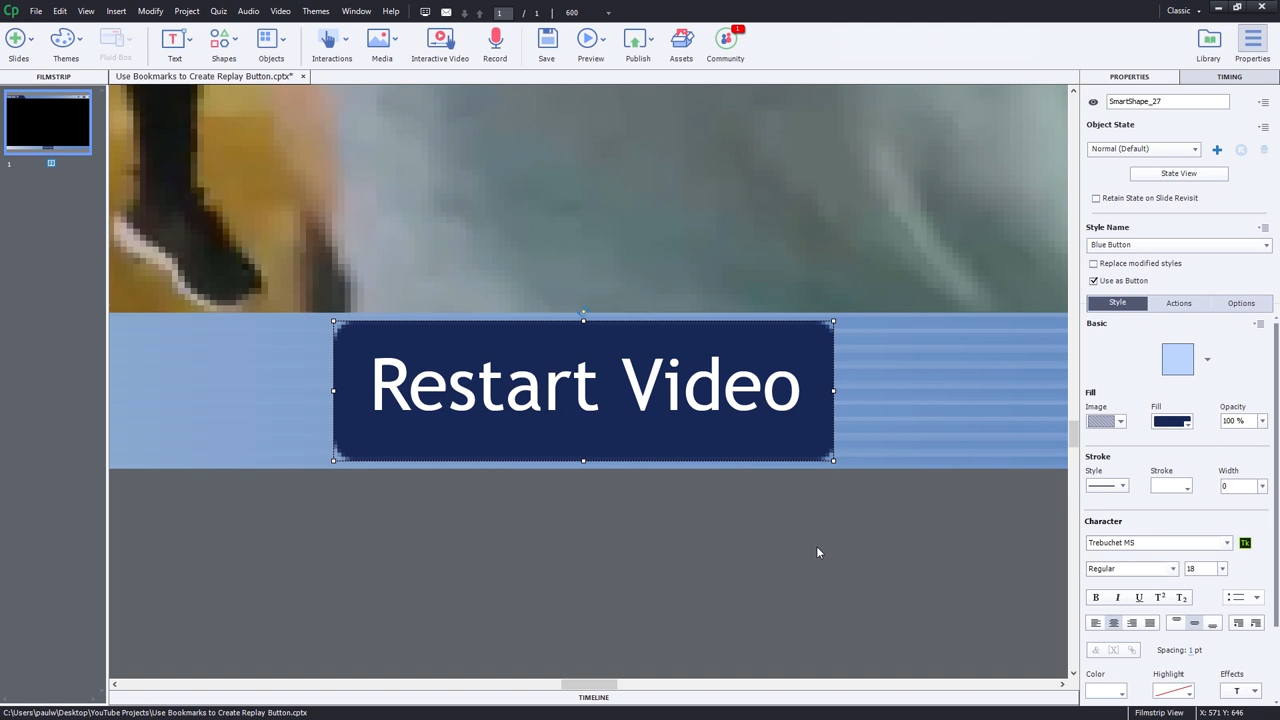 Cp File Edit View Insert Modify Project Quiz Audio Video Themes Window Help 1 / 1 600 Classic
Slides Themes Fluid Box Text Shapes Objects Interactions Media Interactive Video Record Save Preview Publish Assets 1 Community Library Properties
FILMSTRIP Use Bookmarks to Create Replay Button.cptx* × PROPERTIES TIMING
1
SmartShape_27
Object State
Normal (Default)
State View
Retain State on Slide Revisit
Style Name
Blue Button
Replace modified styles
Use as Button
Style Actions Options
Basic
Fill
Image Fill Opacity
100 %
Stroke
Style Stroke Width
0
Character
Trebuchet MS Tk
Regular 18
B I U T² T₂
Spacing: 1 pt
Color Highlight Effects
T
Restart Video
TIMELINE
C:\Users\paulw\Desktop\YouTube Projects\Use Bookmarks to Create Replay Button.cptx Filmstrip View X: 571 Y: 646